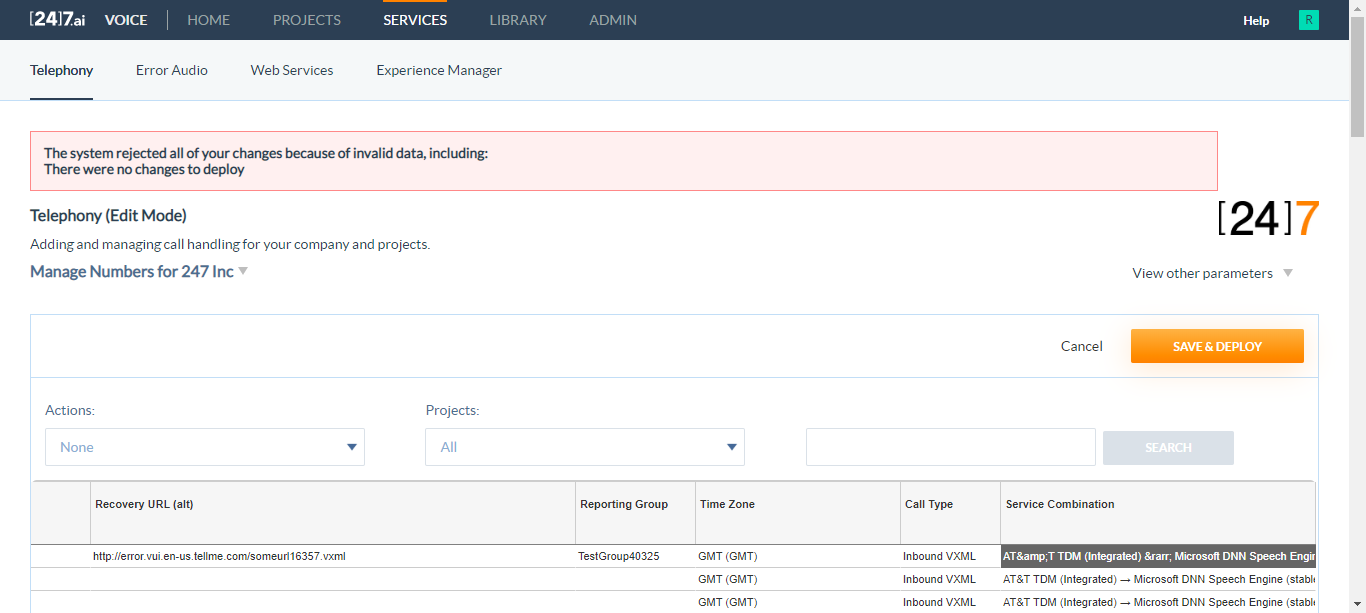 [24]7.ai VOICE HOME PROJECTS SERVICES LIBRARY ADMIN Help R
Telephony Error Audio Web Services Experience Manager
The system rejected all of your changes because of invalid data, including:
There were no changes to deploy
Telephony (Edit Mode)
[24]7
Adding and managing call handling for your company and projects.
Manage Numbers for 247 Inc
View other parameters
Cancel SAVE & DEPLOY
Actions: Projects:
None All SEARCH
Recovery URL (alt) Reporting Group Time Zone Call Type Service Combination
http://error.vui.en-us.tellme.com/someurl16357.vxml TestGroup40325 GMT (GMT) Inbound VXML AT&amp;T TDM (Integrated) &rarr; Microsoft DNN Speech Engin
GMT (GMT) Inbound VXML AT&T TDM (Integrated) → Microsoft DNN Speech Engine (stabl
GMT (GMT) Inbound VXML AT&T TDM (Integrated) → Microsoft DNN Speech Engine (stabl